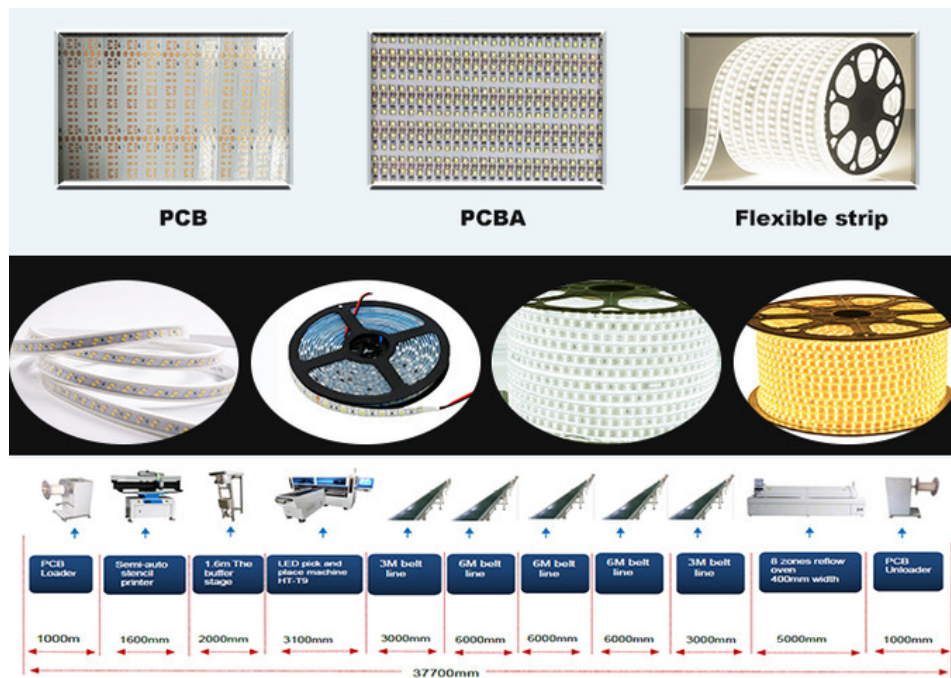 PCB
PCBA
Flexible strip
PCB
Loader
Semi-auto
stencil
printer
1.6m The
buffer
stage
LED pick and
place machine
HT-T9
3M belt
line
6M belt
line
6M belt
line
6M belt
line
3M belt
line
8 zones reflow
oven
400mm width
PCB
Unloader
1000m
1600mm
2000mm
3100mm
3000mm
6000mm
6000mm
6000mm
3000mm
5000mm
1000mm
37700mm